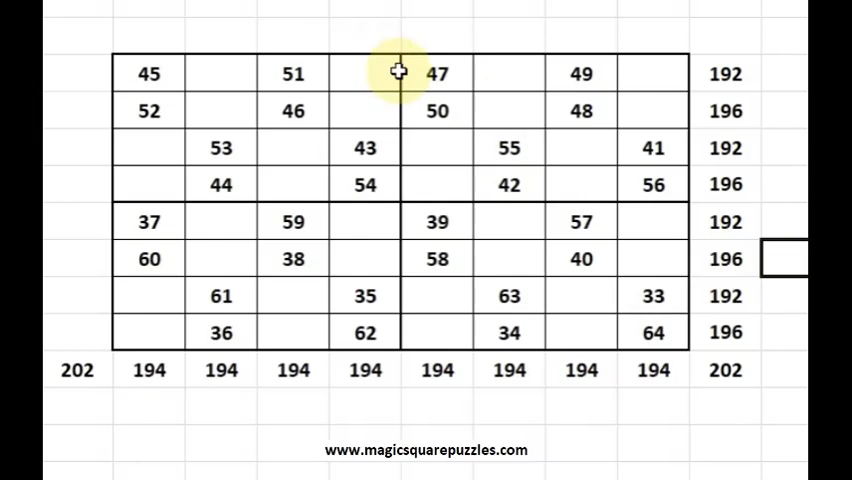 45 51 47 49 192
52 46 50 48 196
53 43 55 41 192
44 54 42 56 196
37 59 39 57 192
60 38 58 40 196
61 35 63 33 192
36 62 34 64 196
202 194 194 194 194 194 194 194 194 202
www.magicsquarepuzzles.com